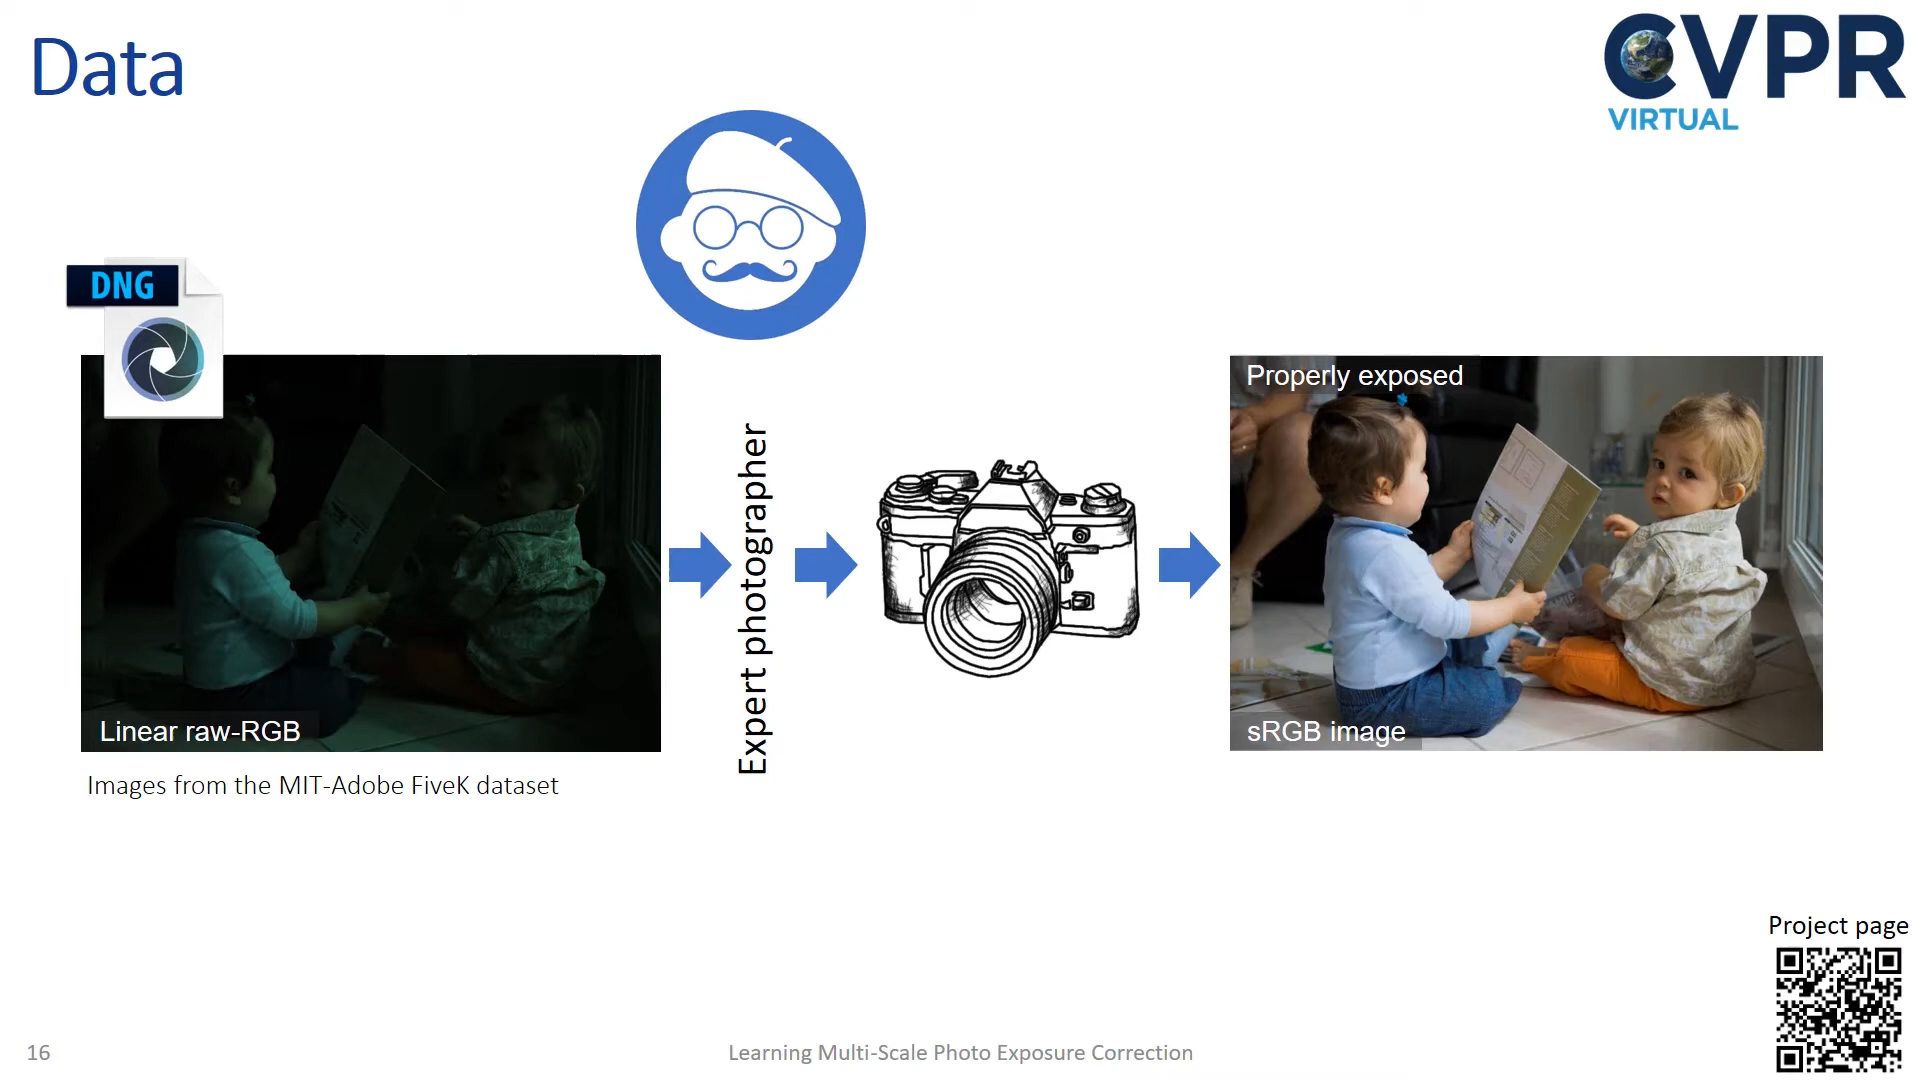 Data
CVPR
VIRTUAL
DNG
Properly exposed
Expert photographer
Linear raw-RGB
sRGB image
Images from the MIT-Adobe FiveK dataset
Project page
16
Learning Multi-Scale Photo Exposure Correction